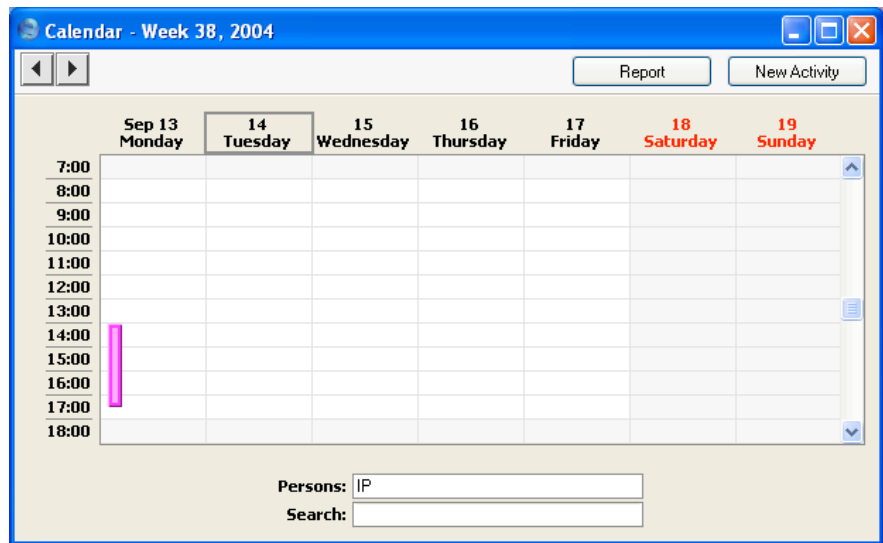 Calendar - Week 38, 2004
Report New Activity
Sep 13 14 15 16 17 18 19
Monday Tuesday Wednesday Thursday Friday Saturday Sunday
7:00
8:00
9:00
10:00
11:00
12:00
13:00
14:00
15:00
16:00
17:00
18:00
Persons: IP
Search: